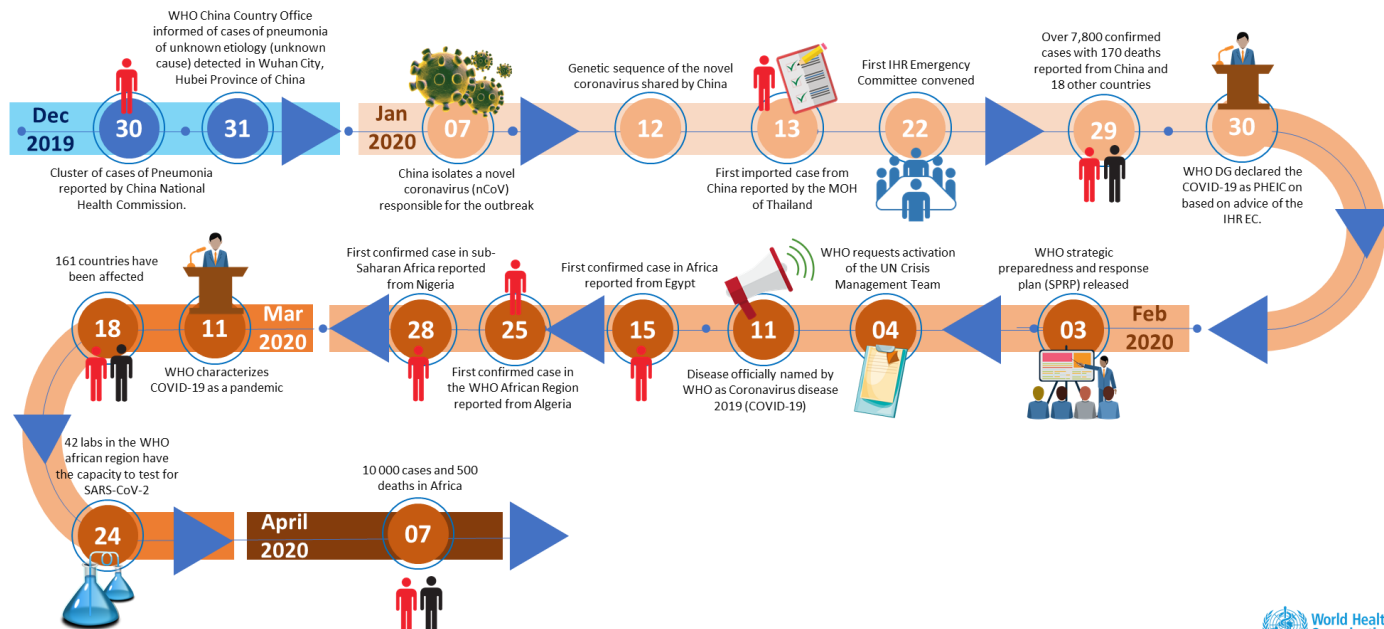 Dec
2019
30
Cluster of cases of Pneumonia
reported by China National
Health Commission.
WHO China Country Office
informed of cases of pneumonia
of unknown etiology (unknown
cause) detected in Wuhan City,
Hubei Province of China
31
Jan
2020
07
China isolates a novel
coronavirus (nCoV)
responsible for the outbreak
Genetic sequence of the novel
coronavirus shared by China
12
13
First imported case from
China reported by the MOH
of Thailand
First IHR Emergency
Committee convened
22
Over 7,800 confirmed
cases with 170 deaths
reported from China and
18 other countries
29
30
WHO DG declared the
COVID-19 as PHEIC on
based on advice of the
IHR EC.
Feb
2020
WHO strategic
preparedness and response
plan (SPRP) released
03
WHO requests activation
of the UN Crisis
Management Team
04
11
Disease officially named by
WHO as Coronavirus disease
2019 (COVID-19)
First confirmed case in Africa
reported from Egypt
15
25
First confirmed case in
the WHO African Region
reported from Algeria
First confirmed case in sub-
Saharan Africa reported
from Nigeria
28
Mar
2020
11
WHO characterizes
COVID-19 as a pandemic
161 countries have
been affected
18
42 labs in the WHO
african region have
the capacity to test for
SARS-CoV-2
24
April
2020
10 000 cases and 500
deaths in Africa
07
World Heal